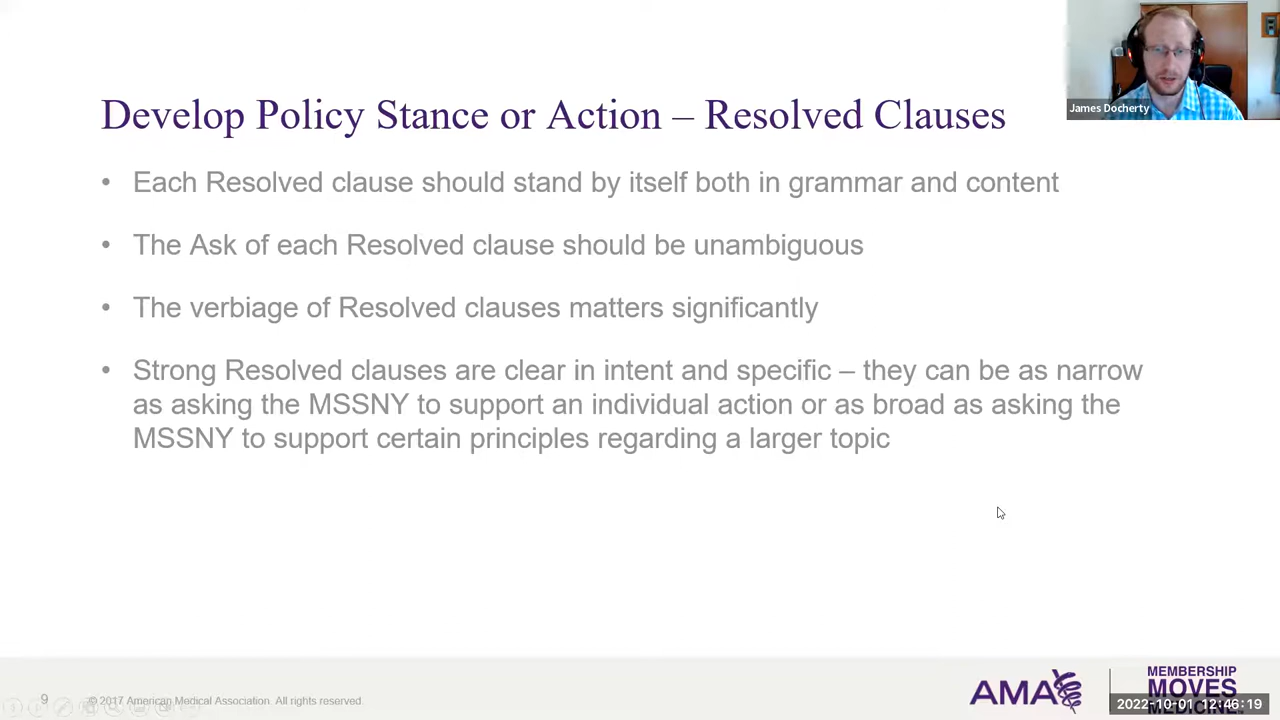 James Docherty
Develop Policy Stance or Action – Resolved Clauses
• Each Resolved clause should stand by itself both in grammar and content
• The Ask of each Resolved clause should be unambiguous
• The verbiage of Resolved clauses matters significantly
• Strong Resolved clauses are clear in intent and specific – they can be as narrow
as asking the MSSNY to support an individual action or as broad as asking the
MSSNY to support certain principles regarding a larger topic
9
© 2017 American Medical Association. All rights reserved.
AMA
MEMBERSHIP
MOVES
MEDICINE
2022-10-01 12:46:19